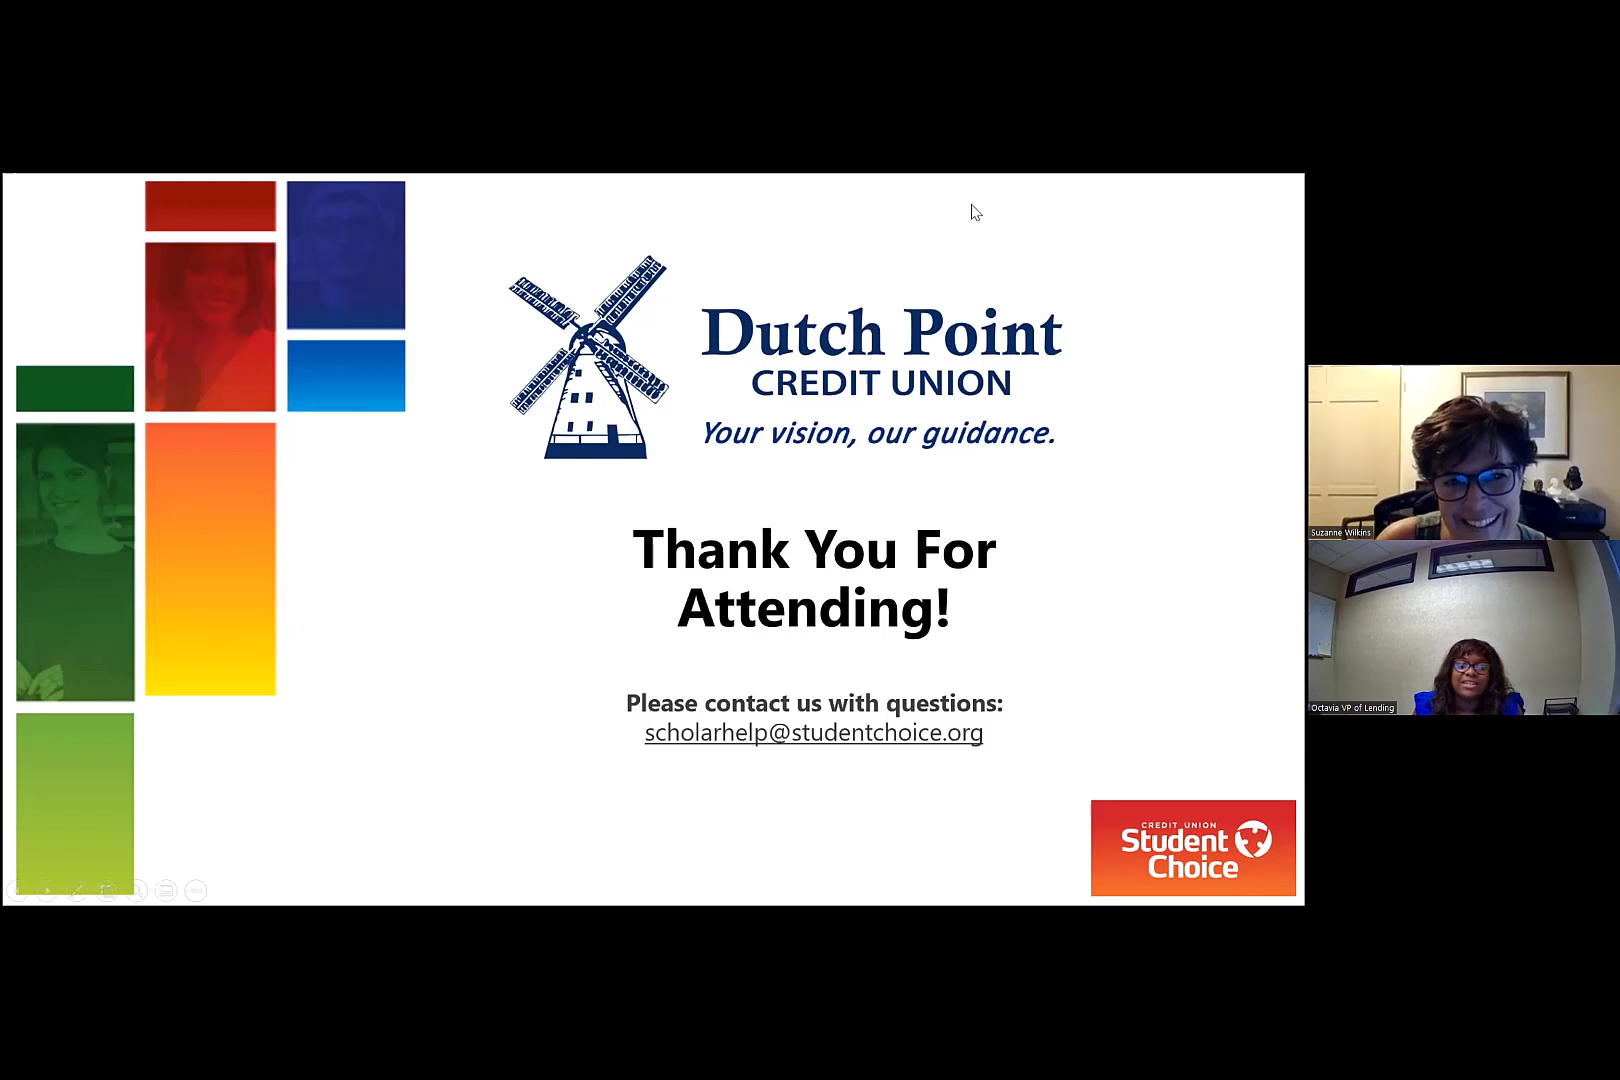 Dutch Point
CREDIT UNION
Your vision, our guidance.
Thank You For
Attending!
Please contact us with questions:
scholarhelp@studentchoice.org
CREDIT UNION
Student
Choice
Suzanne Wilkins
Octavia VP of Lending